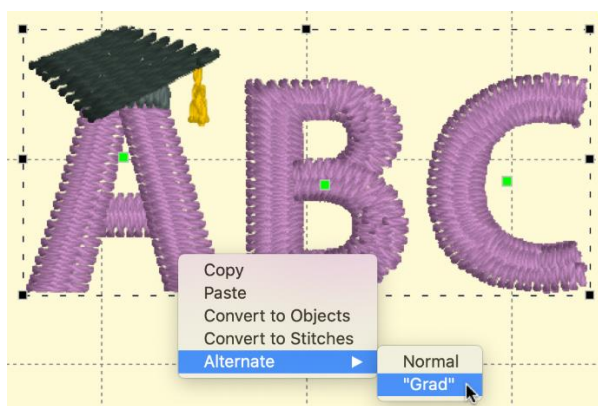 ABC
Copy
Paste
Convert to Objects
Convert to Stitches
Alternate
Normal
"Grad"